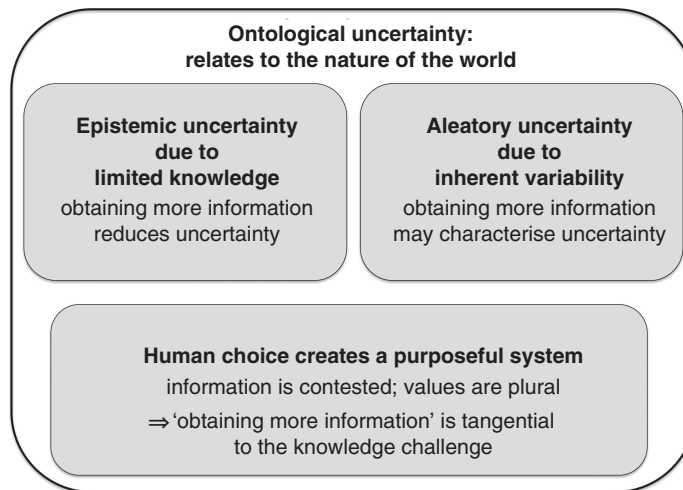 Ontological uncertainty:
relates to the nature of the world
Epistemic uncertainty
due to
limited knowledge
obtaining more information
reduces uncertainty
Aleatory uncertainty
due to
inherent variability
obtaining more information
may characterise uncertainty
Human choice creates a purposeful system
information is contested; values are plural
⇒ ‘obtaining more information’ is tangential
to the knowledge challenge